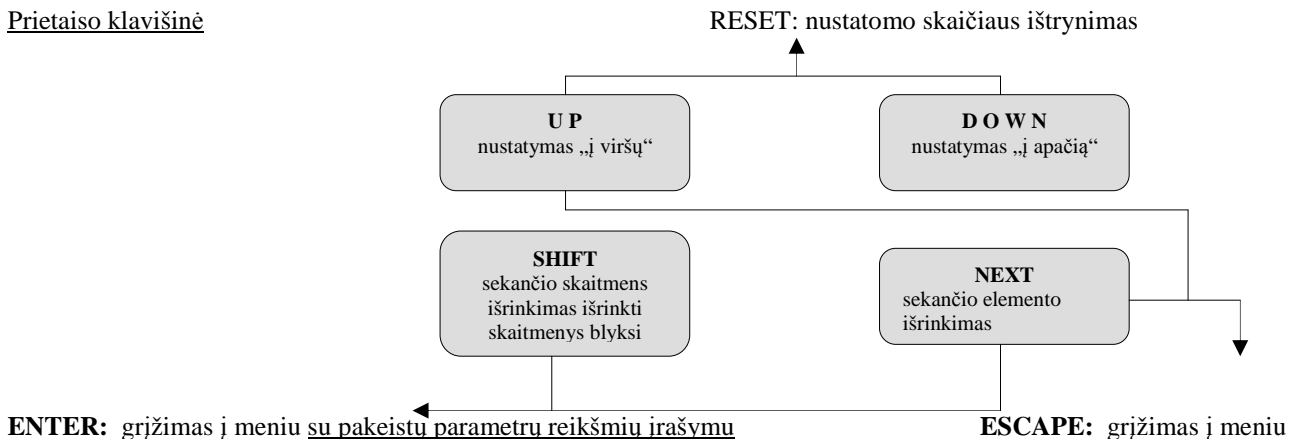 Prietaiso klavišinė
RESET: nustatomo skaičiaus ištrynimas
U P
nustatymas „į viršų“
D O W N
nustatymas „į apačią“
SHIFT
sekančio skaitmens
išrinkimas išrinkti
skaitmenys blyksi
NEXT
sekančio elemento
išrinkimas
ENTER: grįžimas į meniu su pakeistų parametrų reikšmių įrašymu
ESCAPE: grįžimas į meniu